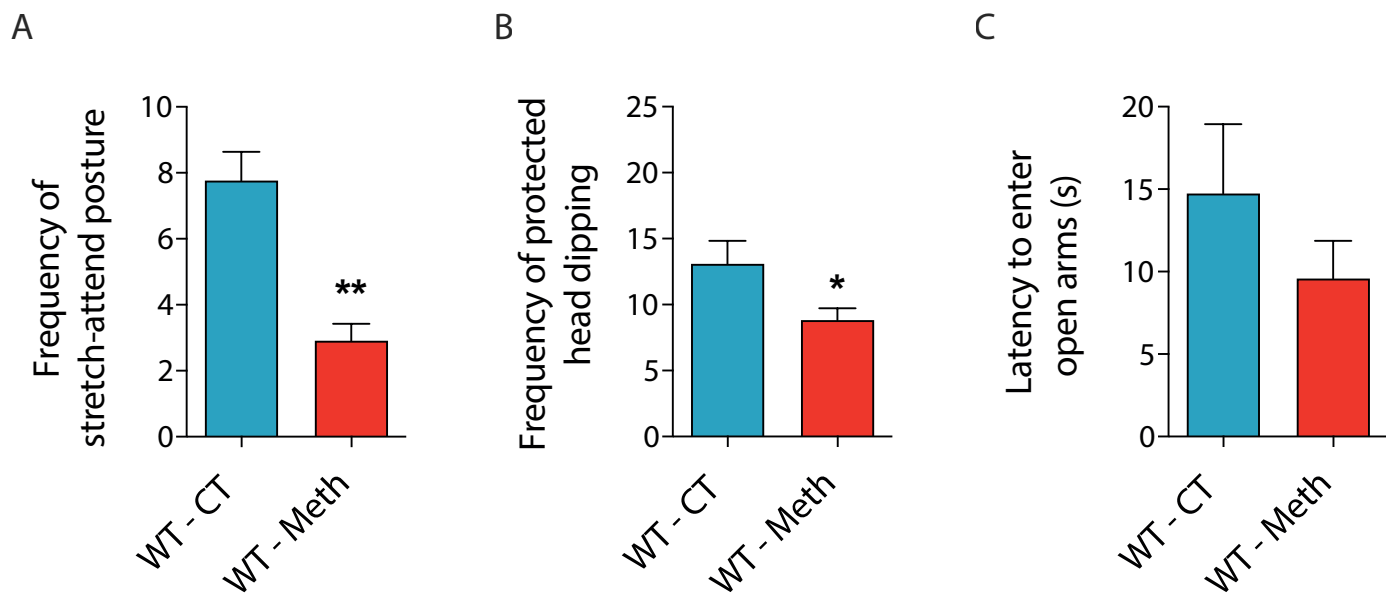 A
B
C
Frequency of
stretch-attend posture
10
8
6
4
2
0
**
WT - CT
WT - Meth
Frequency of protected
head dipping
25
20
15
10
5
0
*
WT - CT
WT - Meth
Latency to enter
open arms (s)
20
15
10
5
0
WT - CT
WT - Meth